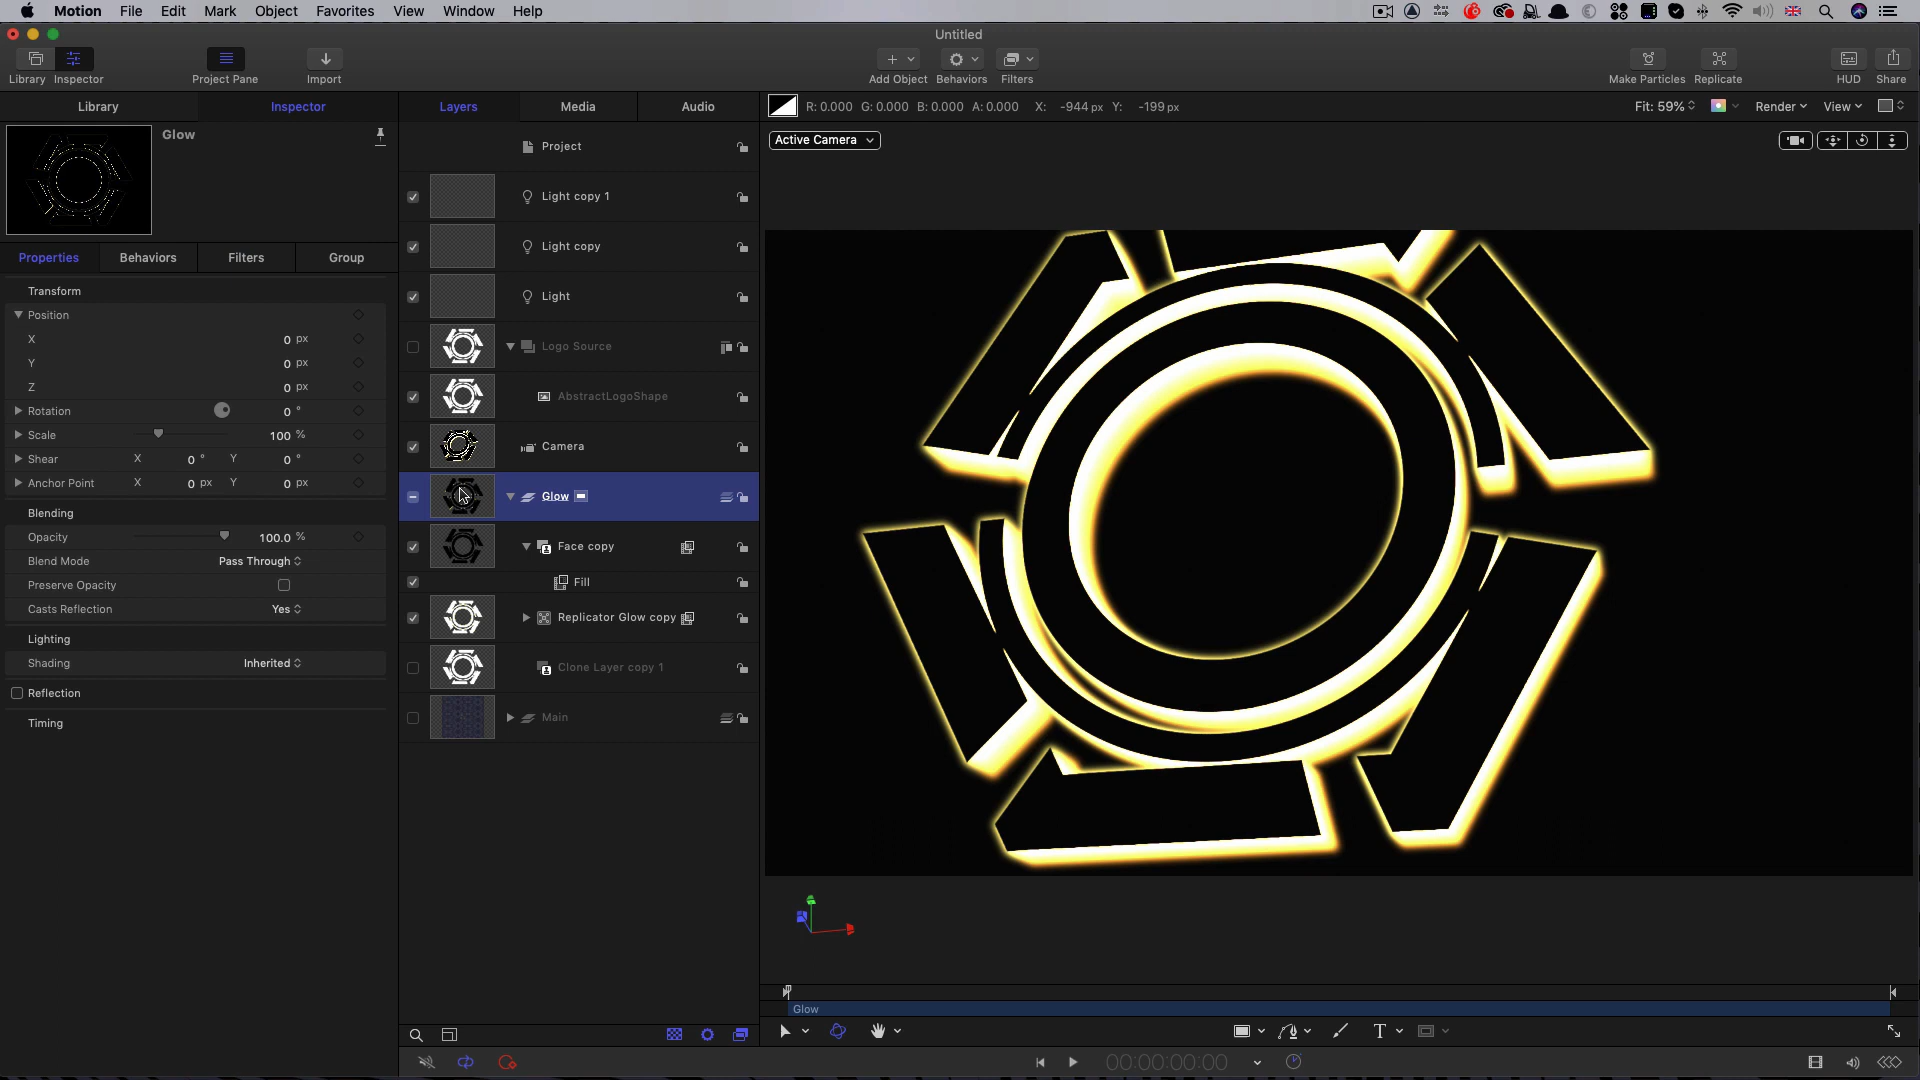 Motion File Edit Mark Object Favorites View Window Help
Untitled
Library Inspector Project Pane Import Add Object Behaviors Filters Make Particles Replicate HUD Share
Library Inspector Layers Media Audio R: 0.000 G: 0.000 B: 0.000 A: 0.000 X: -944 px Y: -199 px Fit: 59% Render View
Glow
Active Camera
Properties Behaviors Filters Group
Transform
Position
X 0 px
Y 0 px
Z 0 px
Rotation 0 °
Scale 100 %
Shear X 0 ° Y 0 °
Anchor Point X 0 px Y 0 px
Blending
Opacity 100.0 %
Blend Mode Pass Through
Preserve Opacity
Casts Reflection Yes
Lighting
Shading Inherited
Reflection
Timing
Project
Light copy 1
Light copy
Light
Logo Source
AbstractLogoShape
Camera
Glow
Face copy
Fill
Replicator Glow copy
Clone Layer copy 1
Main
Glow
T
00:00:00:00